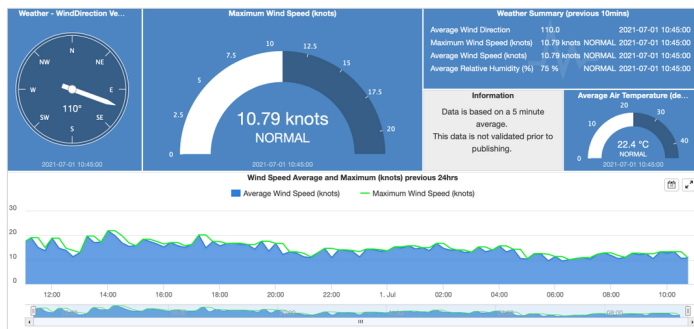 Weather - WindDirection Ve...
N
NE
E
SE
S
SW
W
NW
110°
2021-07-01 10:45:00
Maximum Wind Speed (knots)
0
2.5
5
7.5
10
12.5
15
17.5
20
10.79 knots
NORMAL
2021-07-01 10:45:00
Weather Summary (previous 10mins)
Average Wind Direction 110.0 2021-07-01 10:45:00
Maximum Wind Speed (knots) 10.79 knots NORMAL 2021-07-01 10:45:00
Average Wind Speed (knots) 10.79 knots NORMAL 2021-07-01 10:45:00
Average Relative Humidity (%) 75 % NORMAL 2021-07-01 10:45:00
Information
Data is based on a 5 minute
average.
This data is not validated prior to
publishing.
Average Air Temperature (de...
0
10
20
30
40
22.4 °C
NORMAL
2021-07-01 10:45:00
Wind Speed Average and Maximum (knots) previous 24hrs
Average Wind Speed (knots) Maximum Wind Speed (knots)
30
20
10
0
12:00 14:00 16:00 18:00 20:00 22:00 1. Jul 02:00 04:00 06:00 08:00 10:00
08:00